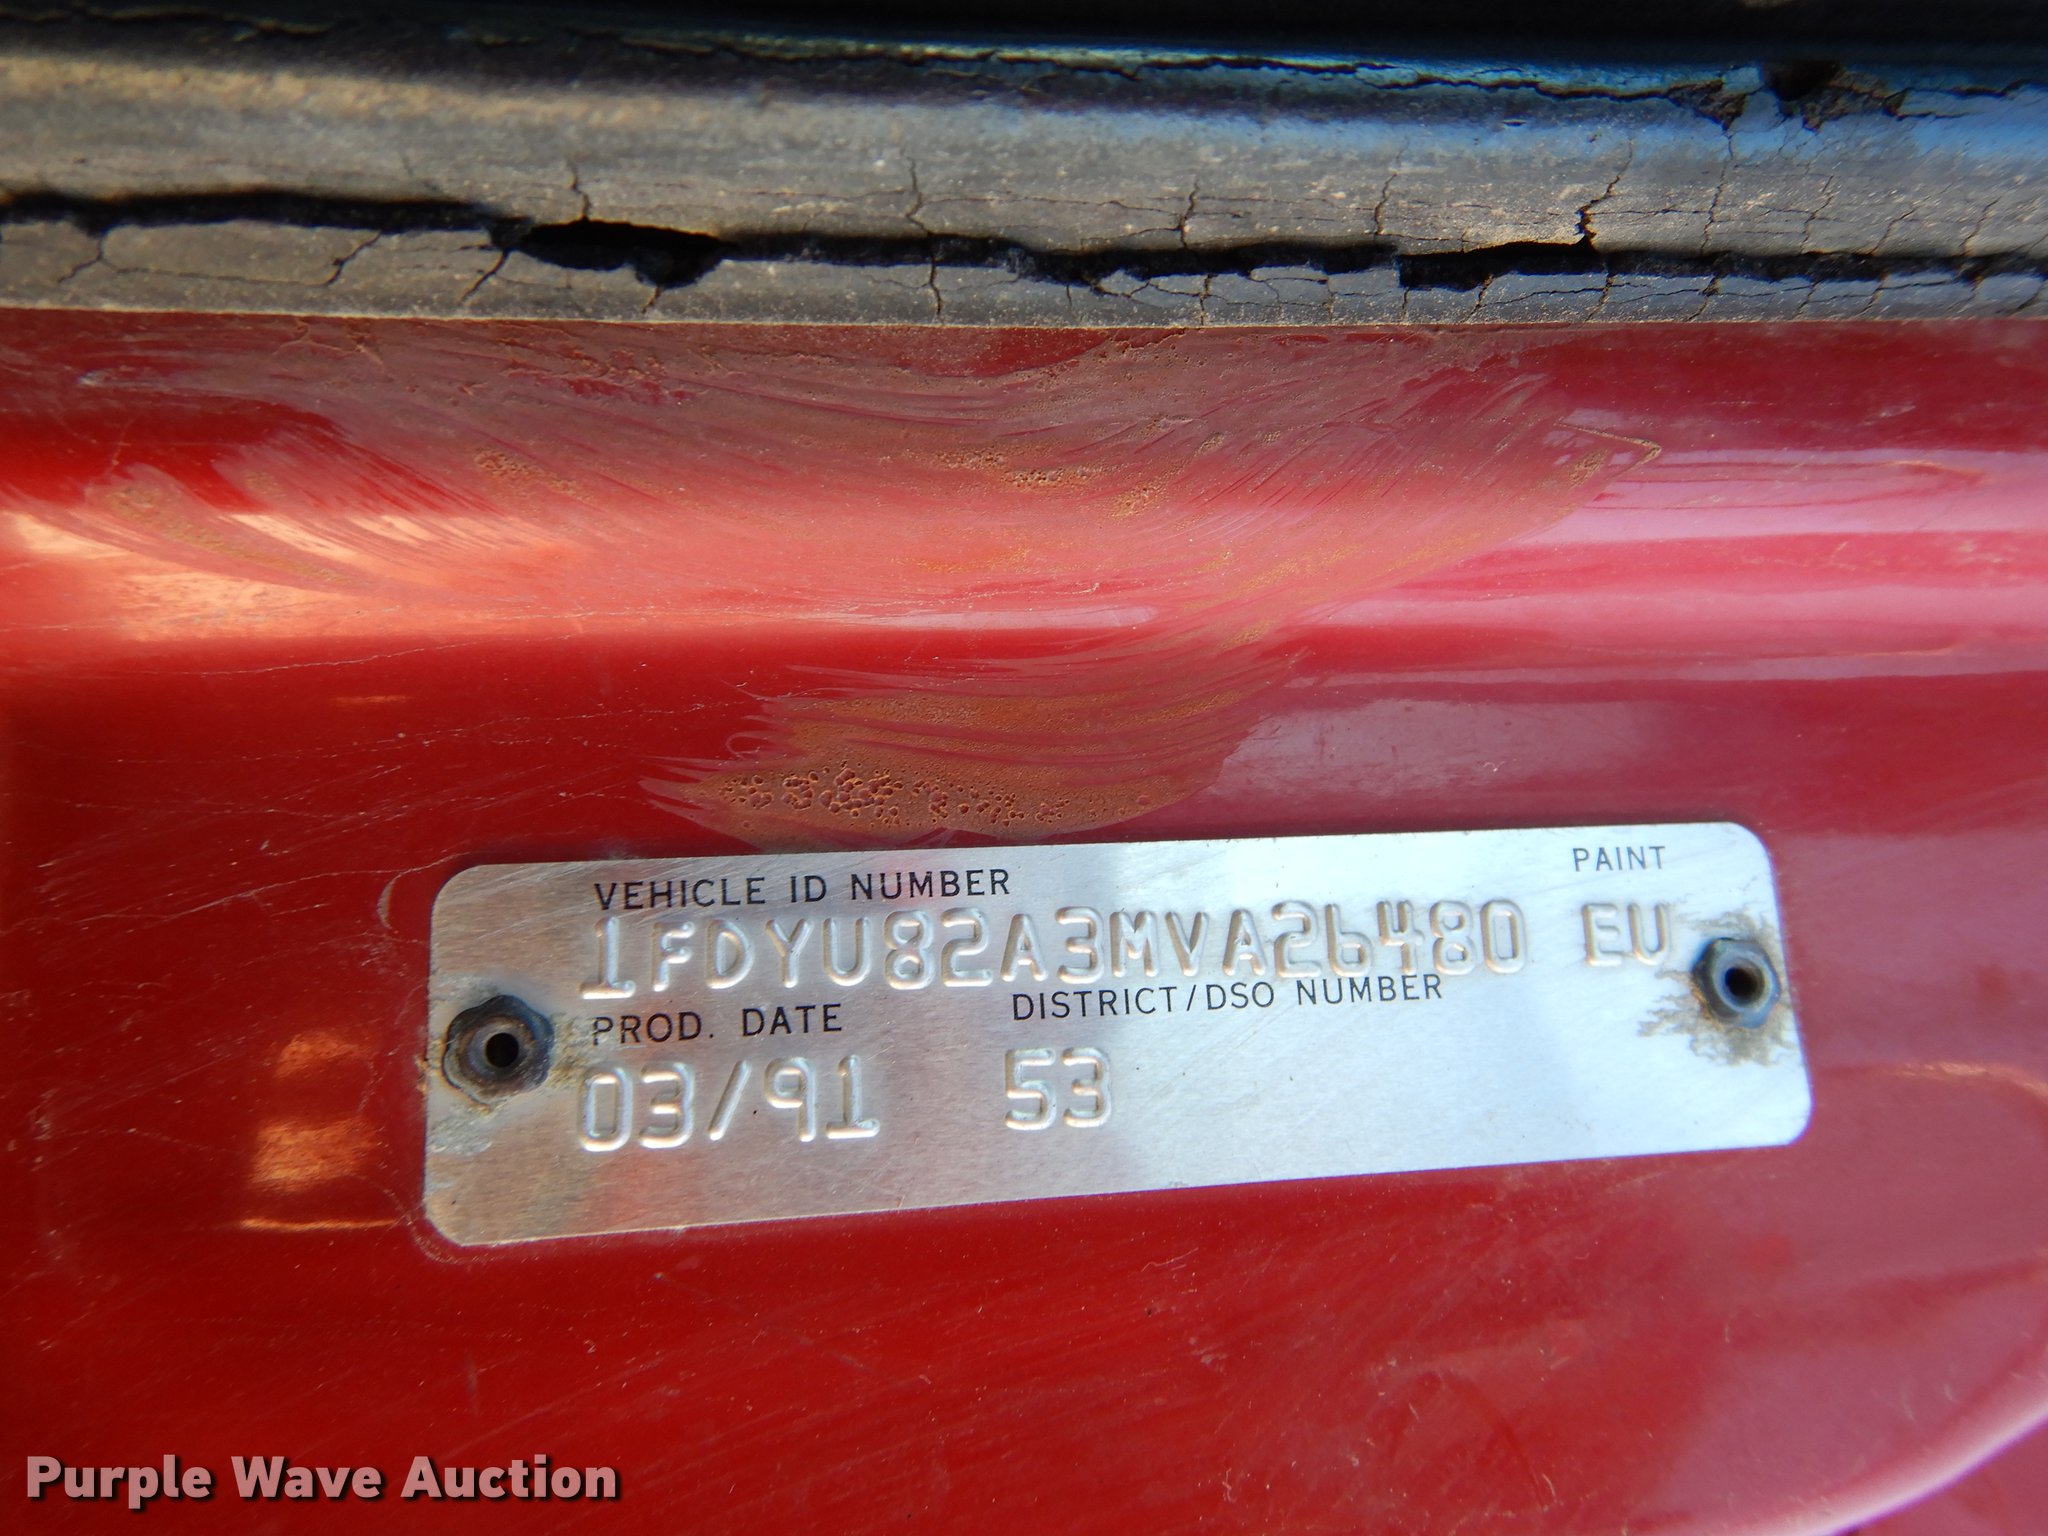 VEHICLE ID NUMBER PAINT
1FDYU82A3MVA26480 EU
PROD. DATE DISTRICT/DSO NUMBER
03/91 53
Purple Wave Auction